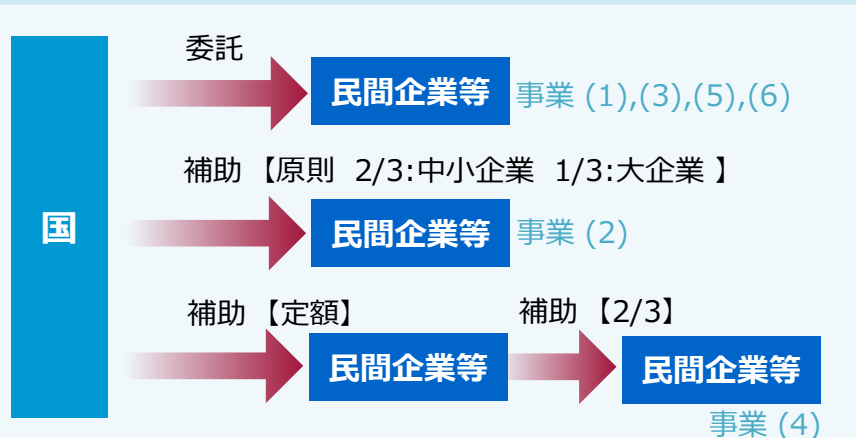 国
委託
民間企業等 事業 (1),(3),(5),(6)
補助 【原則 2/3:中小企業 1/3:大企業 】
民間企業等 事業 (2)
補助 【定額】 補助 【2/3】
民間企業等 民間企業等
事業 (4)